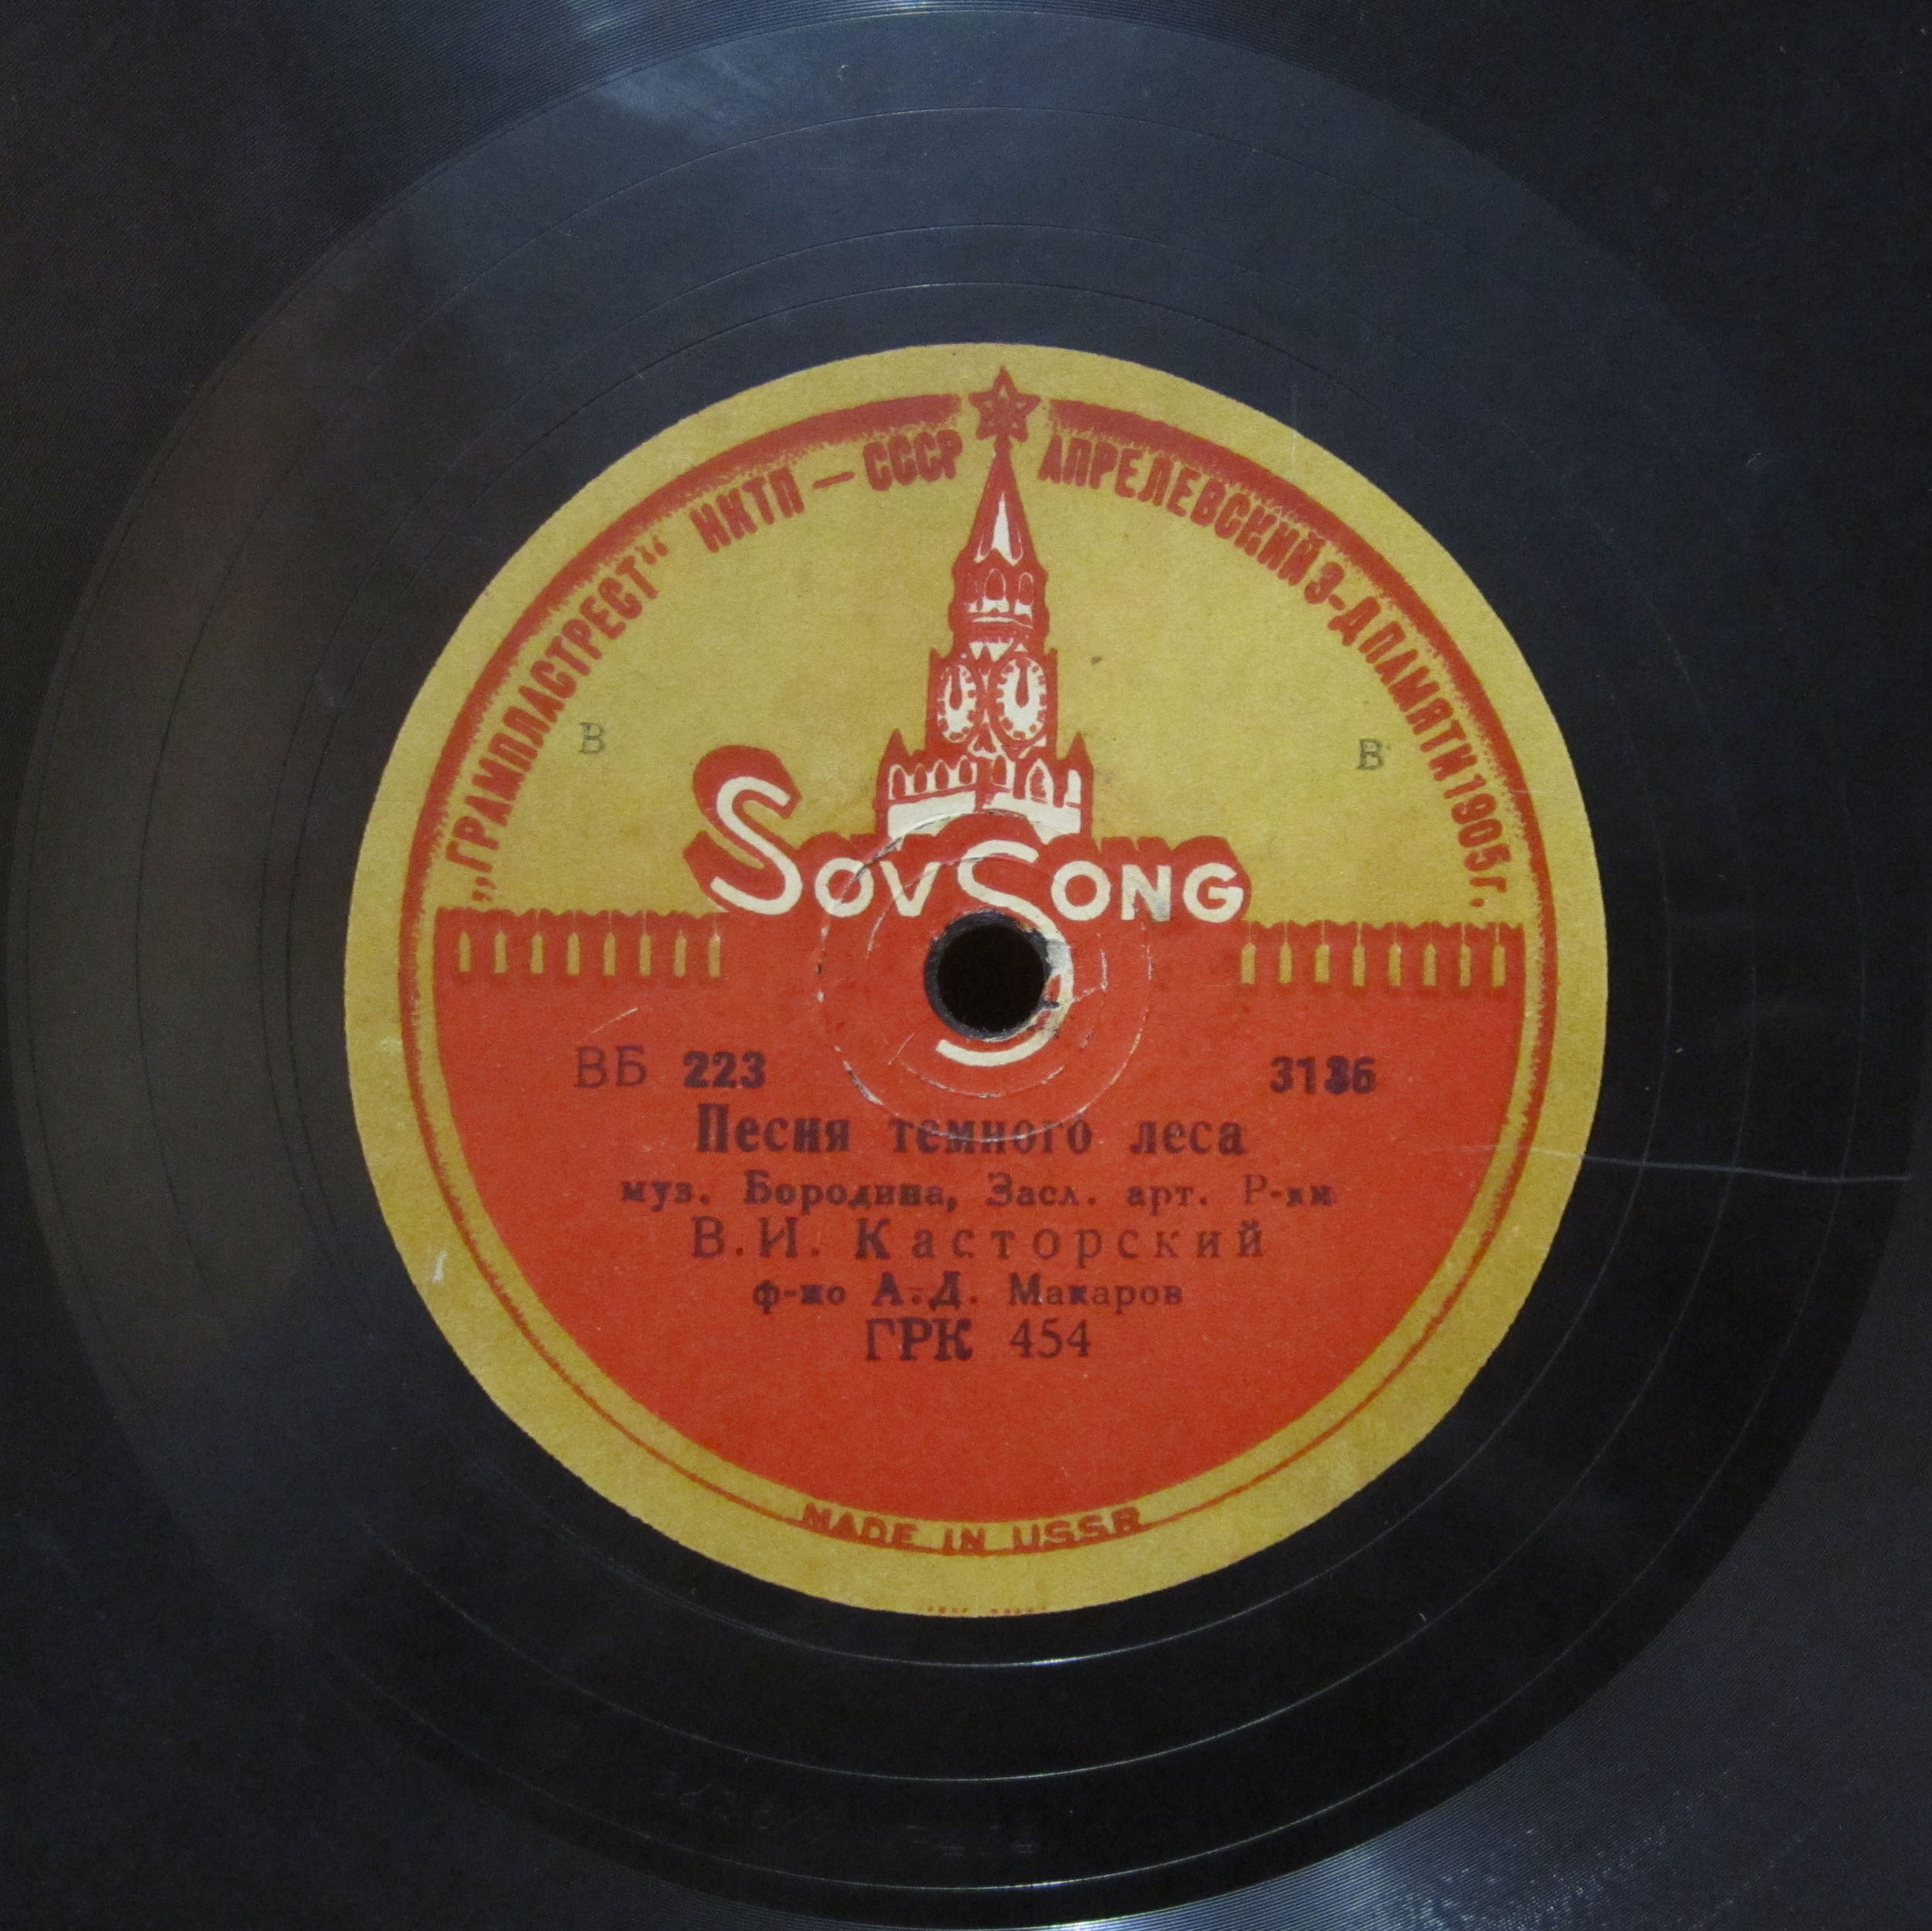 „ГРАМПЛАСТРЕСТ“ НКТП — СССР АПРЕЛЕВСКИЙ З-Д ПАМЯТИ 1905 г.
В В
SOVSONG
ВБ 223 3136
Песня темного леса
муз. Бородина, Засл. арт. Р-ки
В.И. Касторский
ф-но А.Д. Макаров
ГРК 454
MADE IN USSR